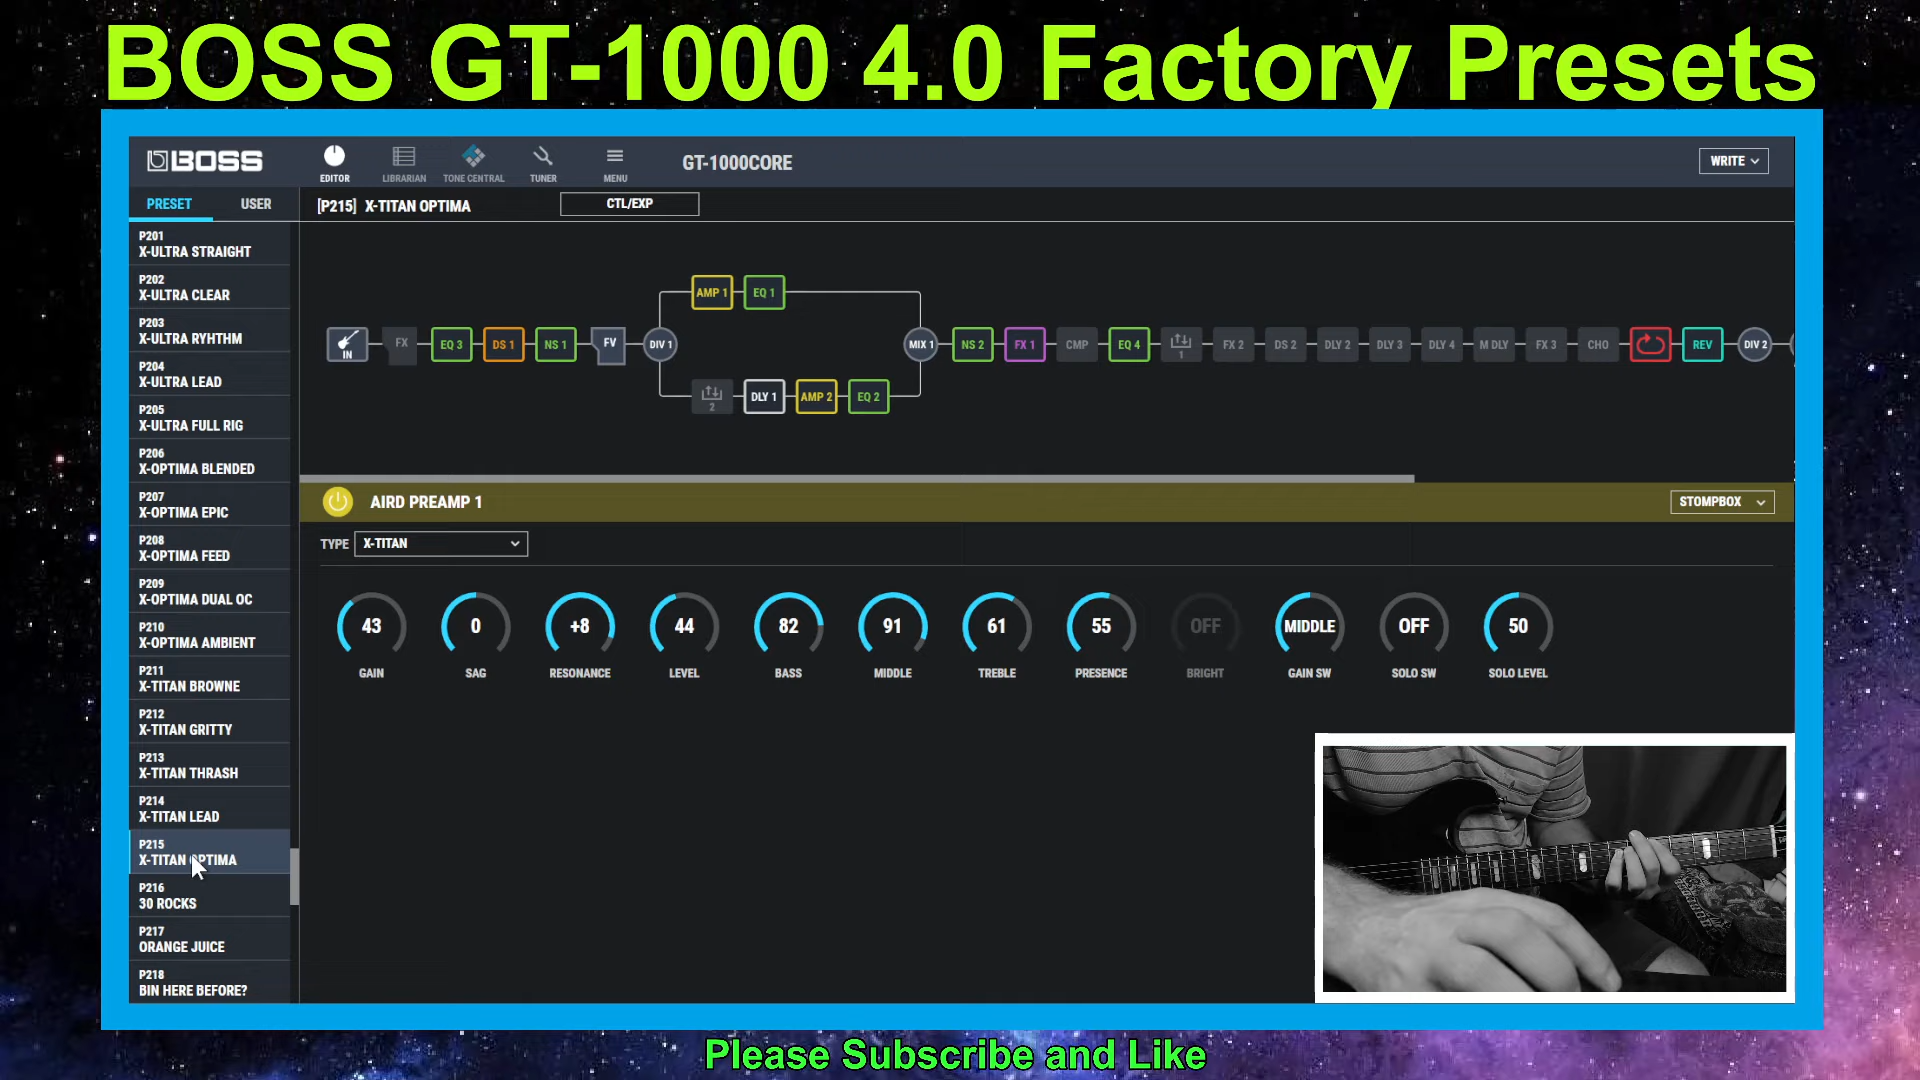 BOSS GT-1000 4.0 Factory Presets
BOSS
EDITOR
LIBRARIAN
TONE CENTRAL
TUNER
MENU
GT-1000CORE
WRITE
PRESET
USER
[P215] X-TITAN OPTIMA
CTL/EXP
P201
X-ULTRA STRAIGHT
P202
X-ULTRA CLEAR
P203
X-ULTRA RYHTHM
P204
X-ULTRA LEAD
P205
X-ULTRA FULL RIG
P206
X-OPTIMA BLENDED
P207
X-OPTIMA EPIC
P208
X-OPTIMA FEED
P209
X-OPTIMA DUAL OC
P210
X-OPTIMA AMBIENT
P211
X-TITAN BROWNE
P212
X-TITAN GRITTY
P213
X-TITAN THRASH
P214
X-TITAN LEAD
P215
X-TITAN OPTIMA
P216
30 ROCKS
P217
ORANGE JUICE
P218
BIN HERE BEFORE?
AMP 1 EQ 1
IN FX EQ 3 DS 1 NS 1 FV DIV 1 MIX 1 NS 2 FX 1 CMP EQ 4 1 FX 2 DS 2 DLY 2 DLY 3 DLY 4 M DLY FX 3 CHO REV DIV 2
2 DLY 1 AMP 2 EQ 2
AIRD PREAMP 1
STOMPBOX
TYPE X-TITAN
43 0 +8 44 82 91 61 55 OFF MIDDLE OFF 50
GAIN SAG RESONANCE LEVEL BASS MIDDLE TREBLE PRESENCE BRIGHT GAIN SW SOLO SW SOLO LEVEL
Please Subscribe and Like